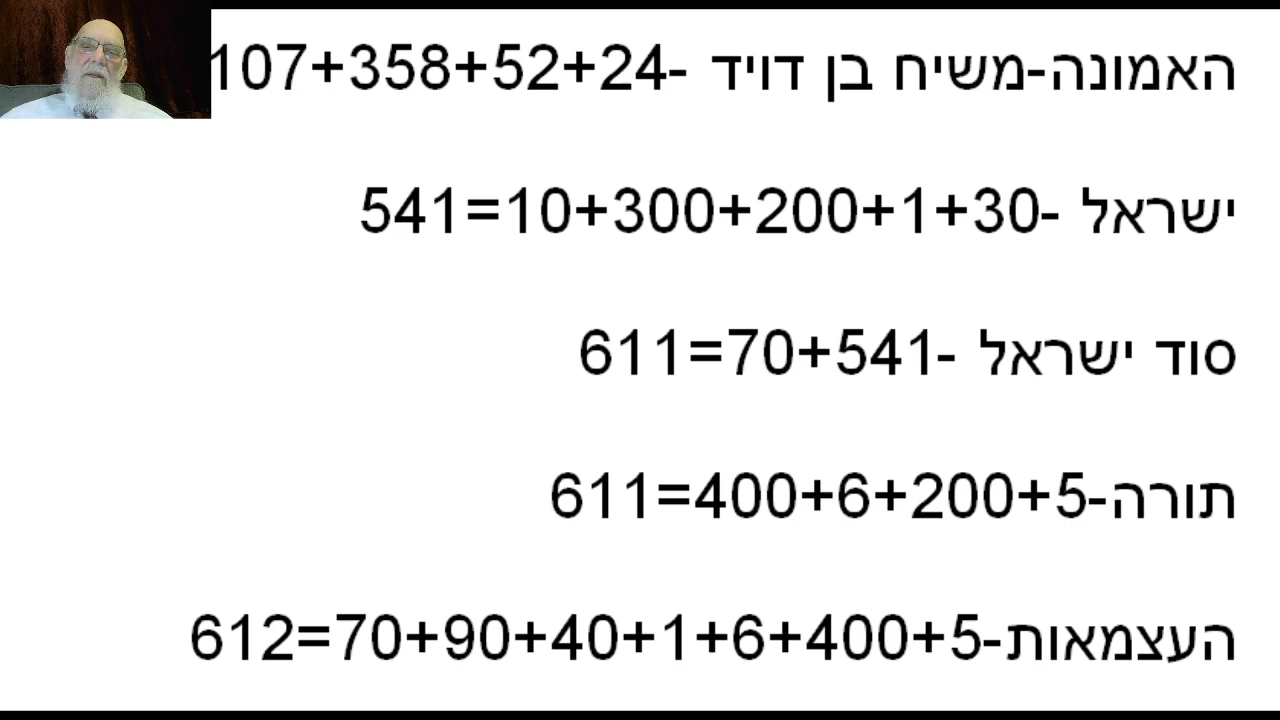 האמונה-משיח בן דויד -107+358+52+24
ישראל -541=10+300+200+1+30
סוד ישראל -611=70+541
תורה-611=400+6+200+5
העצמאות-612=70+90+40+1+6+400+5